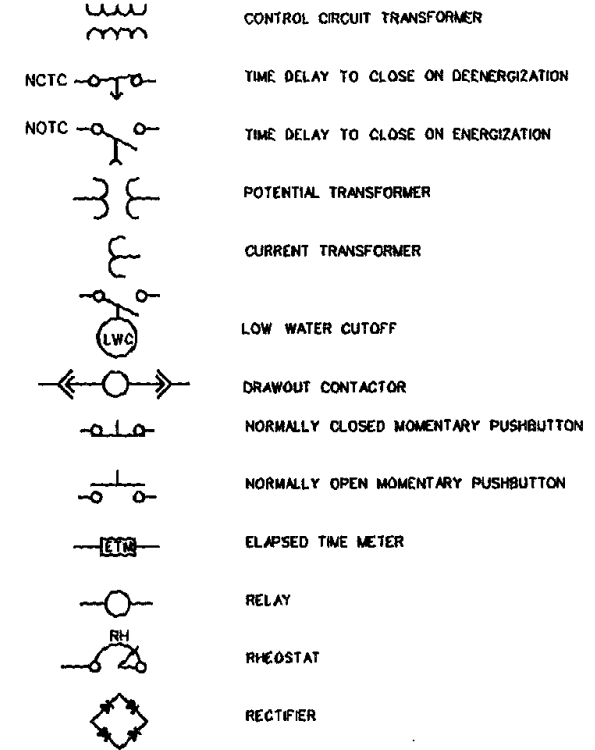 CONTROL CIRCUIT TRANSFORMER
NCTC TIME DELAY TO CLOSE ON DEENERGIZATION
NOTC TIME DELAY TO CLOSE ON ENERGIZATION
POTENTIAL TRANSFORMER
CURRENT TRANSFORMER
LWC LOW WATER CUTOFF
DRAWOUT CONTACTOR
NORMALLY CLOSED MOMENTARY PUSHBUTTON
NORMALLY OPEN MOMENTARY PUSHBUTTON
ETM ELAPSED TIME METER
RELAY
RH
RHEOSTAT
RECTIFIER